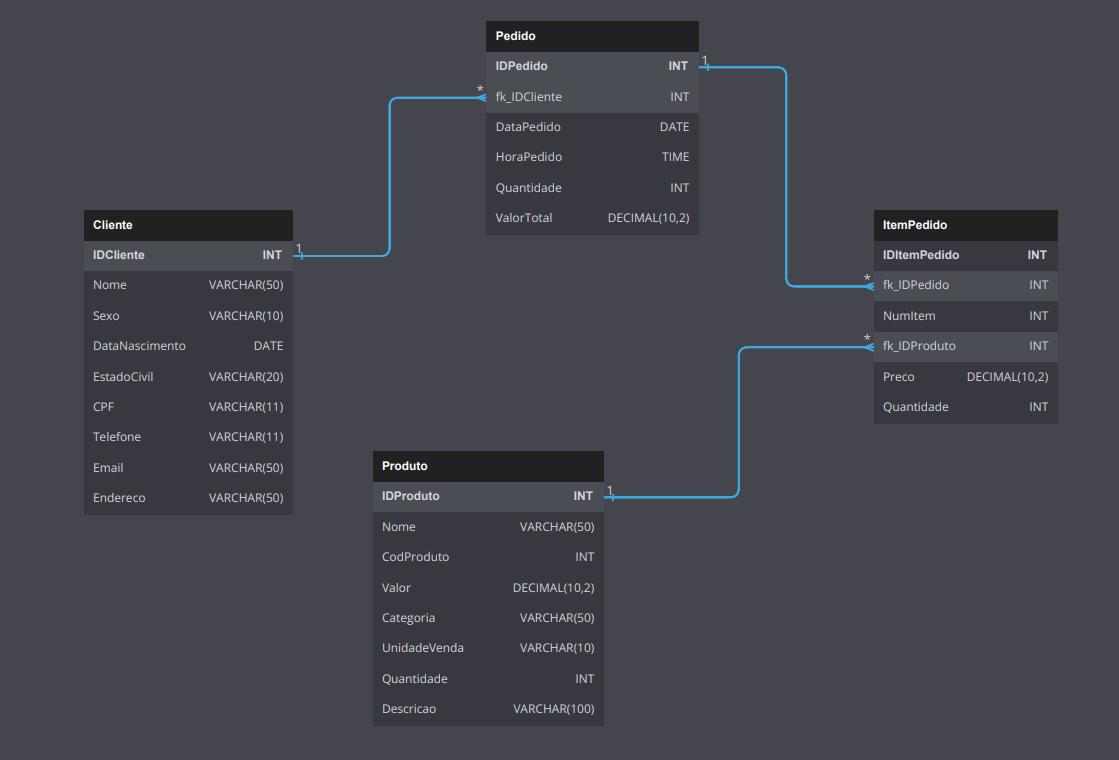 Pedido
IDPedido INT
fk_IDCliente INT
DataPedido DATE
HoraPedido TIME
Quantidade INT
ValorTotal DECIMAL(10,2)
1
*
Cliente
IDCliente INT
Nome VARCHAR(50)
Sexo VARCHAR(10)
DataNascimento DATE
EstadoCivil VARCHAR(20)
CPF VARCHAR(11)
Telefone VARCHAR(11)
Email VARCHAR(50)
Endereco VARCHAR(50)
1
ItemPedido
IDItemPedido INT
fk_IDPedido INT
NumItem INT
fk_IDProduto INT
Preco DECIMAL(10,2)
Quantidade INT
*
*
Produto
IDProduto INT
Nome VARCHAR(50)
CodProduto INT
Valor DECIMAL(10,2)
Categoria VARCHAR(50)
UnidadeVenda VARCHAR(10)
Quantidade INT
Descricao VARCHAR(100)
1